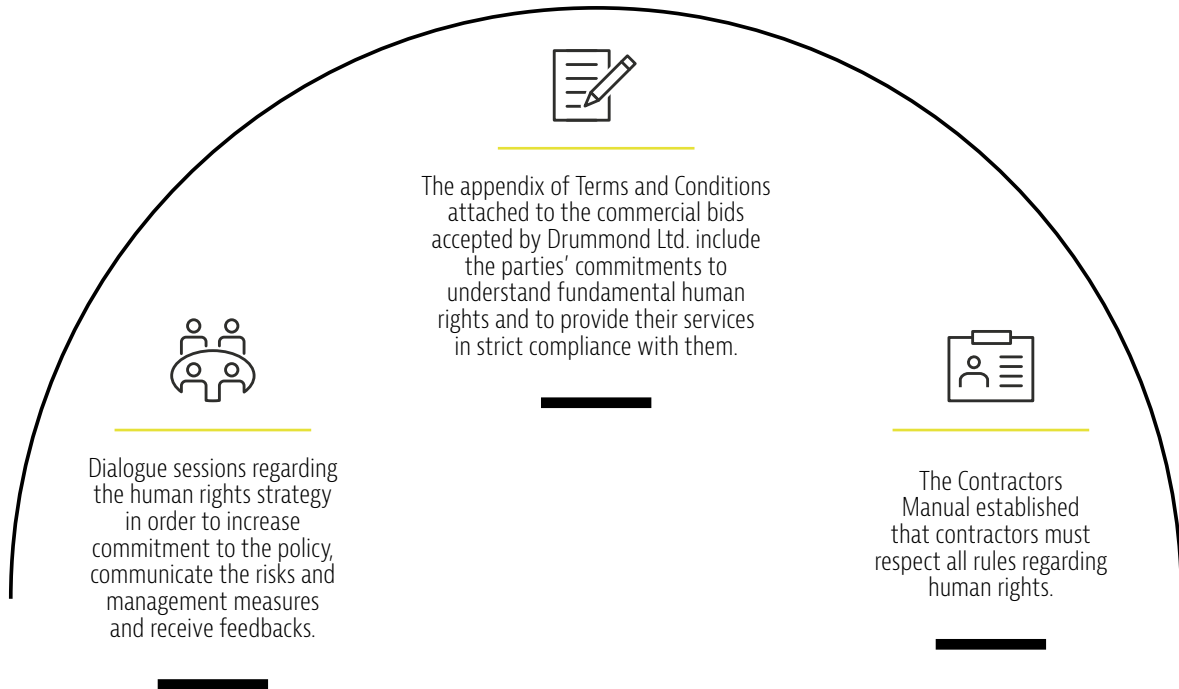 The appendix of Terms and Conditions
attached to the commercial bids
accepted by Drummond Ltd. include
the parties’ commitments to
understand fundamental human
rights and to provide their services
in strict compliance with them.
Dialogue sessions regarding
the human rights strategy
in order to increase
commitment to the policy,
communicate the risks and
management measures
and receive feedbacks.
The Contractors
Manual established
that contractors must
respect all rules regarding
human rights.